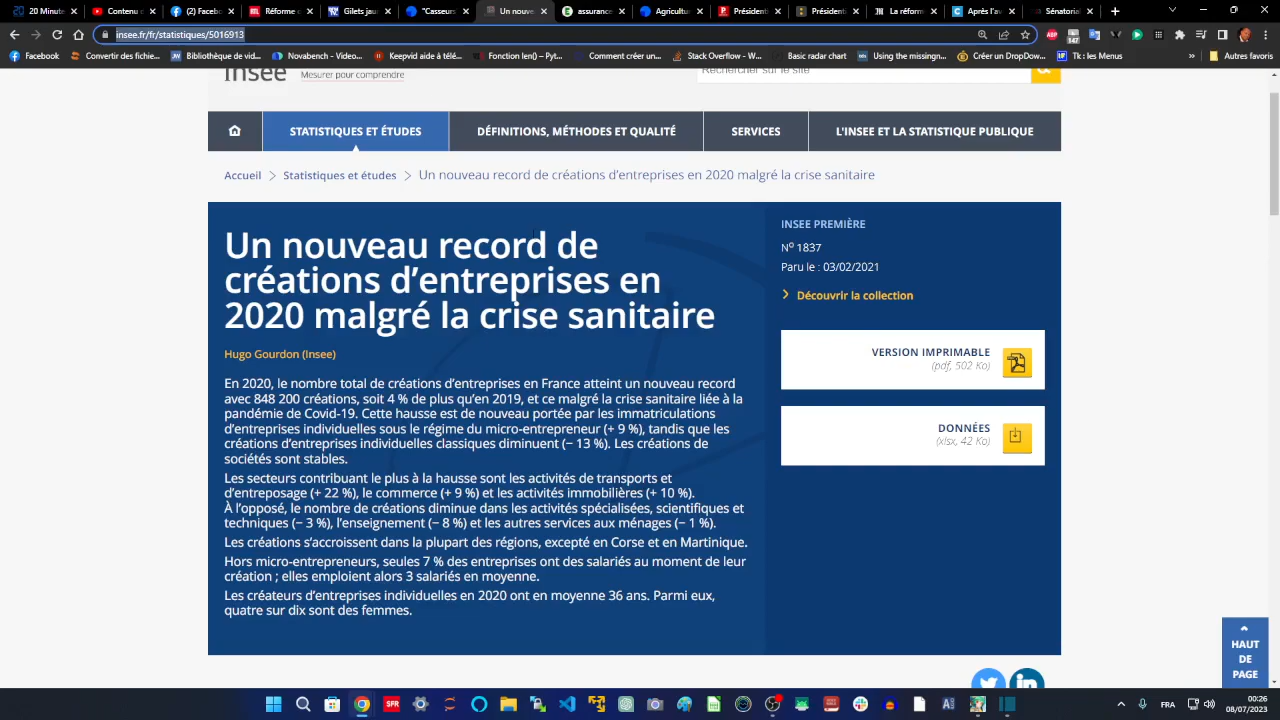 20 Minutes
YouTube
Facebook
Outlook
insee.fr/fr/statistiques/5016913
Facebook
Convertir des fichie...
Bibliothèque de vid...
Novabench - Video...
Keepvid aide à télé...
Fonction len() – Pyt...
Comment créer un...
Stack Overflow - W...
Basic radar chart
Using the missingn...
Créer un DropDow...
Tk : les Menus
Autres favoris
Insee Mesurer pour comprendre
Rechercher sur le site
STATISTIQUES ET ÉTUDES
DÉFINITIONS, MÉTHODES ET QUALITÉ
SERVICES
L'INSEE ET LA STATISTIQUE PUBLIQUE
Accueil > Statistiques et études > Un nouveau record de créations d’entreprises en 2020 malgré la crise sanitaire
Un nouveau record de
créations d’entreprises en
2020 malgré la crise sanitaire
Hugo Gourdon (Insee)
En 2020, le nombre total de créations d’entreprises en France atteint un nouveau record
avec 848 200 créations, soit 4 % de plus qu’en 2019, et ce malgré la crise sanitaire liée à la
pandémie de Covid-19. Cette hausse est de nouveau portée par les immatriculations
d’entreprises individuelles sous le régime du micro-entrepreneur (+ 9 %), tandis que les
créations d’entreprises individuelles classiques diminuent (− 13 %). Les créations de
sociétés sont stables.
Les secteurs contribuant le plus à la hausse sont les activités de transports et
d’entreposage (+ 22 %), le commerce (+ 9 %) et les activités immobilières (+ 10 %).
À l’opposé, le nombre de créations diminue dans les activités spécialisées, scientifiques et
techniques (− 3 %), l’enseignement (− 8 %) et les autres services aux ménages (− 1 %).
Les créations s’accroissent dans la plupart des régions, excepté en Corse et en Martinique.
Hors micro-entrepreneurs, seules 7 % des entreprises ont des salariés au moment de leur
création ; elles emploient alors 3 salariés en moyenne.
Les créateurs d’entreprises individuelles en 2020 ont en moyenne 36 ans. Parmi eux,
quatre sur dix sont des femmes.
INSEE PREMIÈRE
Nº 1837
Paru le : 03/02/2021
Découvrir la collection
VERSION IMPRIMABLE
(pdf, 502 Ko)
DONNÉES
(xlsx, 42 Ko)
HAUT
DE
PAGE
SFR
FRA
00:26
08/07/2023